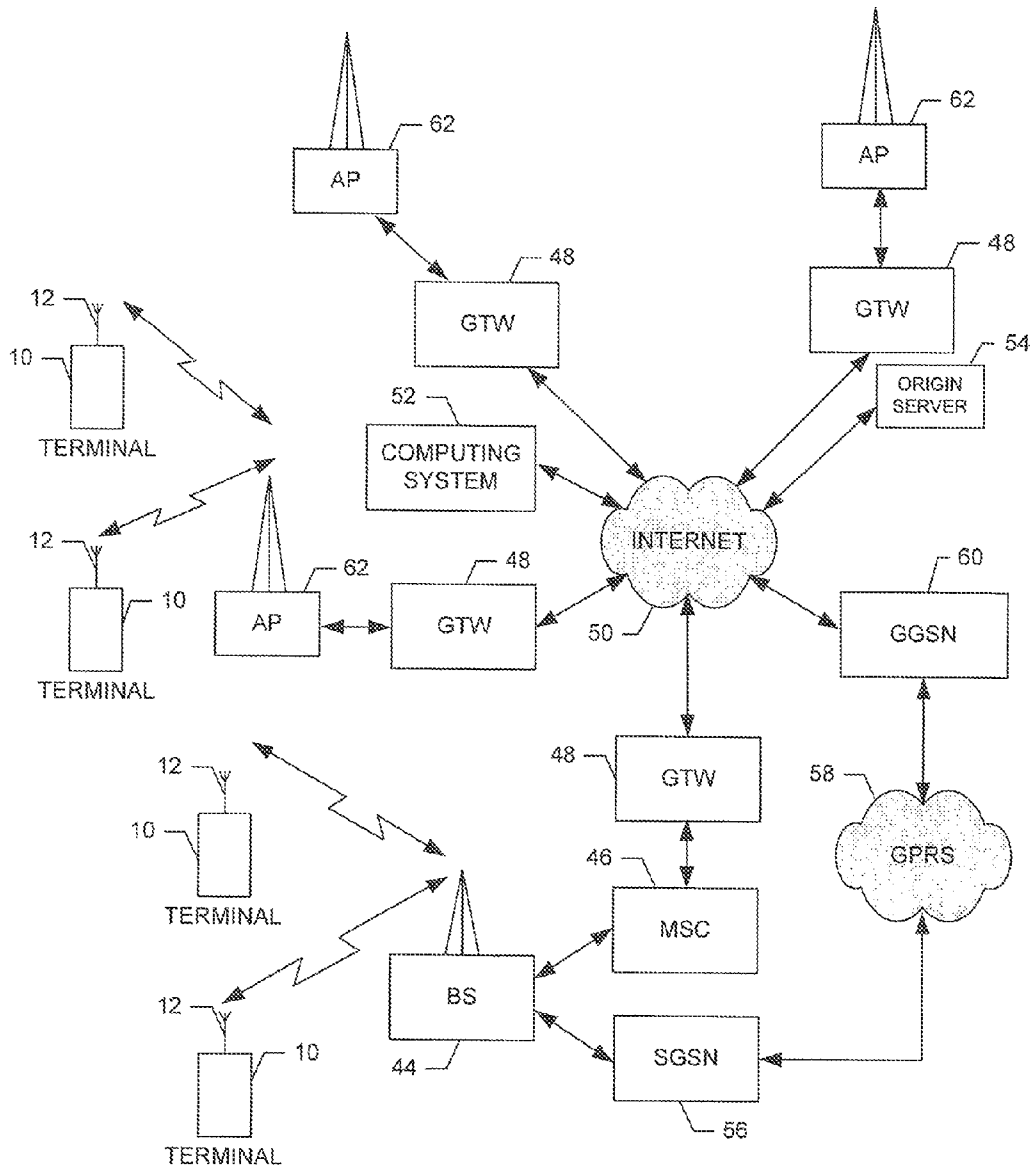 62
AP
62
AP
48
GTW
48
GTW
12
10
TERMINAL
54
ORIGIN
SERVER
52
COMPUTING
SYSTEM
INTERNET
50
12
10
TERMINAL
62
AP
48
GTW
60
GGSN
48
GTW
58
GPRS
12
10
TERMINAL
46
MSC
BS
44
12
10
TERMINAL
SGSN
56